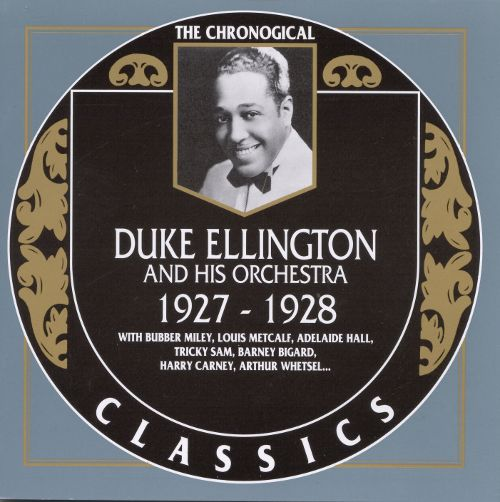 THE CHRONOGICAL
DUKE ELLINGTON
AND HIS ORCHESTRA
1927 - 1928
WITH BUBBER MILEY, LOUIS METCALF, ADELAIDE HALL,
TRICKY SAM, BARNEY BIGARD,
HARRY CARNEY, ARTHUR WHETSEL...
CLASSICS